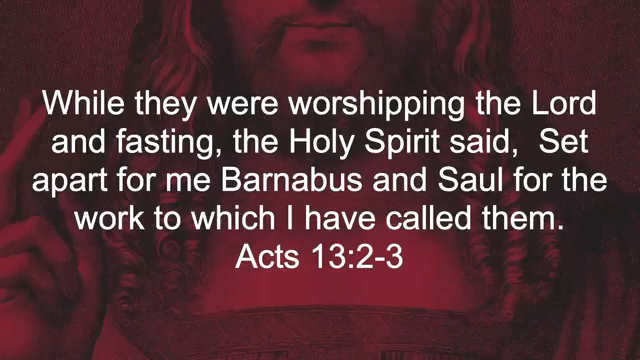 While they were worshipping the Lord
and fasting, the Holy Spirit said,  Set
apart for me Barnabus and Saul for the
work to which I have called them.
Acts 13:2-3